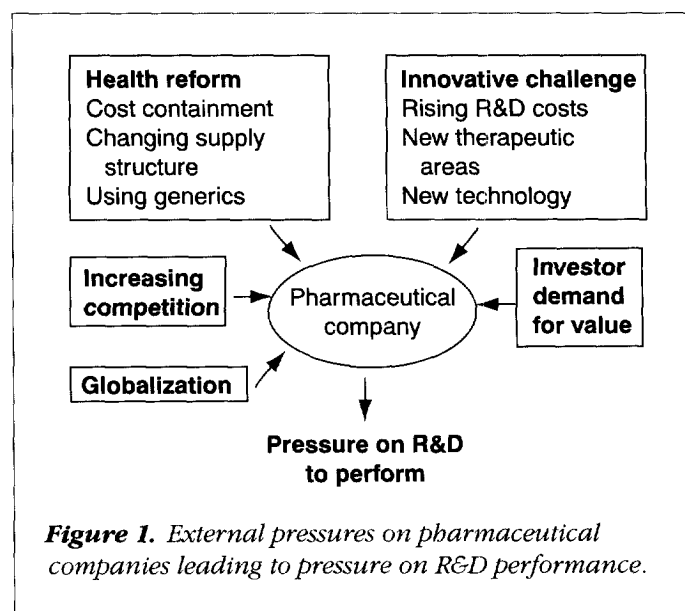 Health reform
Cost containment
Changing supply
structure
Using generics
Innovative challenge
Rising R&D costs
New therapeutic
areas
New technology
Increasing
competition
Pharmaceutical
company
Investor
demand
for value
Globalization
Pressure on R&D
to perform
Figure 1. External pressures on pharmaceutical
companies leading to pressure on R&D performance.